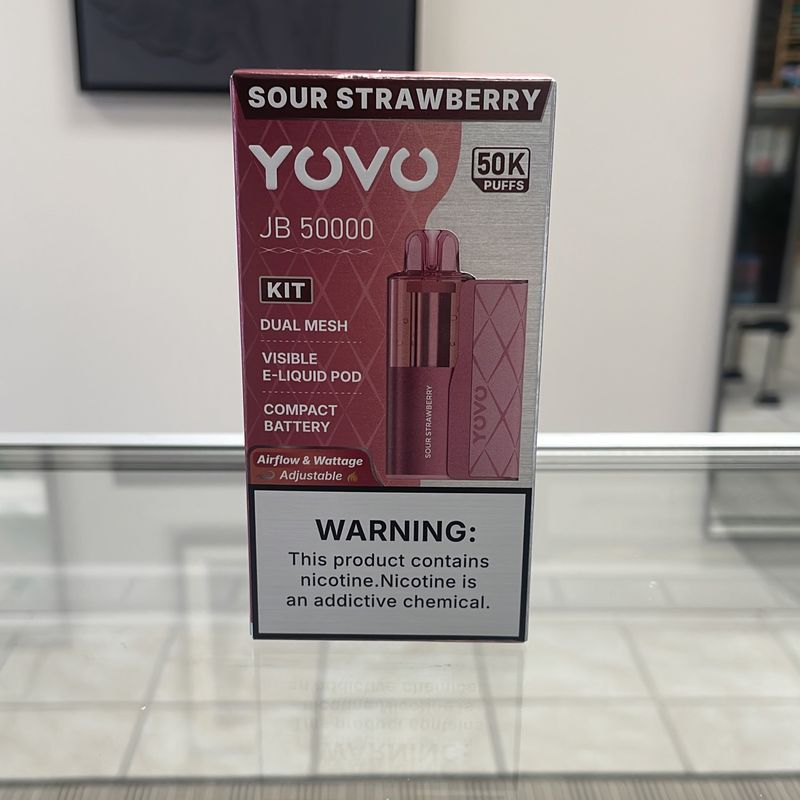 SOUR STRAWBERRY
YOVO
50K
PUFFS
JB 50000
KIT
DUAL MESH
VISIBLE
E-LIQUID POD
COMPACT
BATTERY
SOUR STRAWBERRY
YOVO
Airflow & Wattage
Adjustable
WARNING:
This product contains
nicotine.Nicotine is
an addictive chemical.